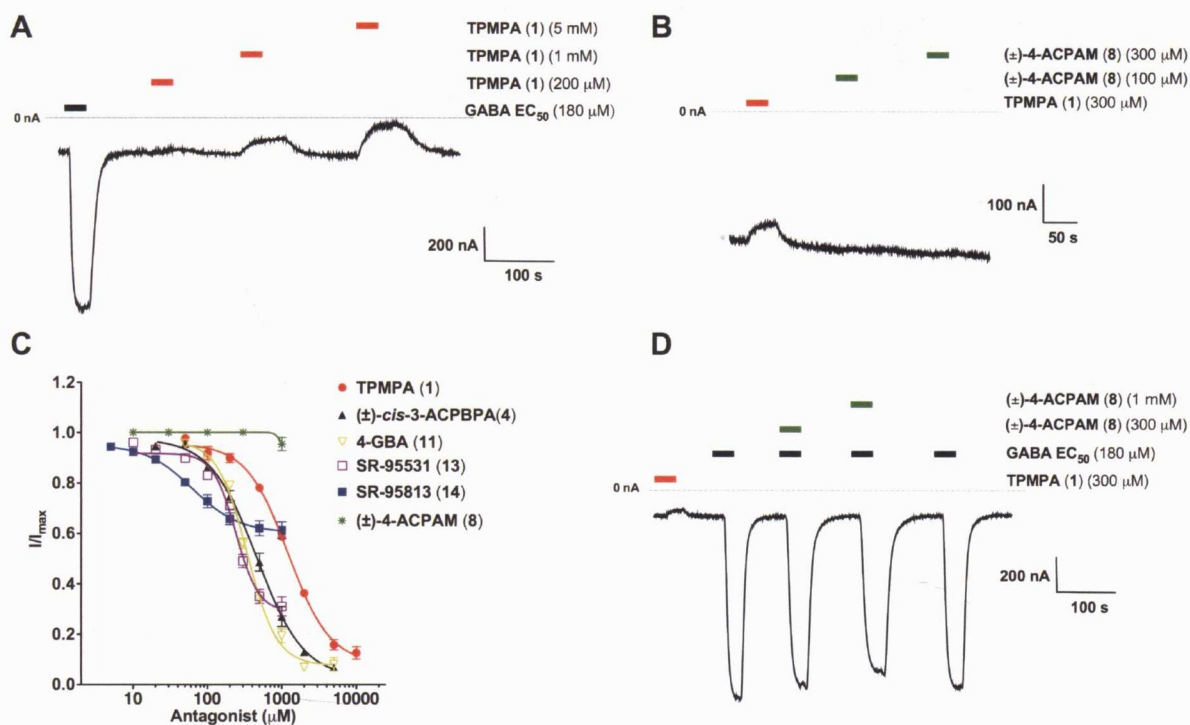 A
TPMPA (1) (5 mM)
TPMPA (1) (1 mM)
TPMPA (1) (200 μM)
GABA EC50 (180 μM)
0 nA
200 nA
100 s
B
(±)-4-ACPAM (8) (300 μM)
(±)-4-ACPAM (8) (100 μM)
TPMPA (1) (300 μM)
0 nA
100 nA
50 s
C
1.2
1.0
0.8
0.6
0.4
0.2
0.0
I/Imax
10
100
1000
10000
Antagonist (μM)
TPMPA (1)
(±)-cis-3-ACPBPA(4)
4-GBA (11)
SR-95531 (13)
SR-95813 (14)
(±)-4-ACPAM (8)
D
(±)-4-ACPAM (8) (1 mM)
(±)-4-ACPAM (8) (300 μM)
GABA EC50 (180 μM)
TPMPA (1) (300 μM)
0 nA
200 nA
100 s